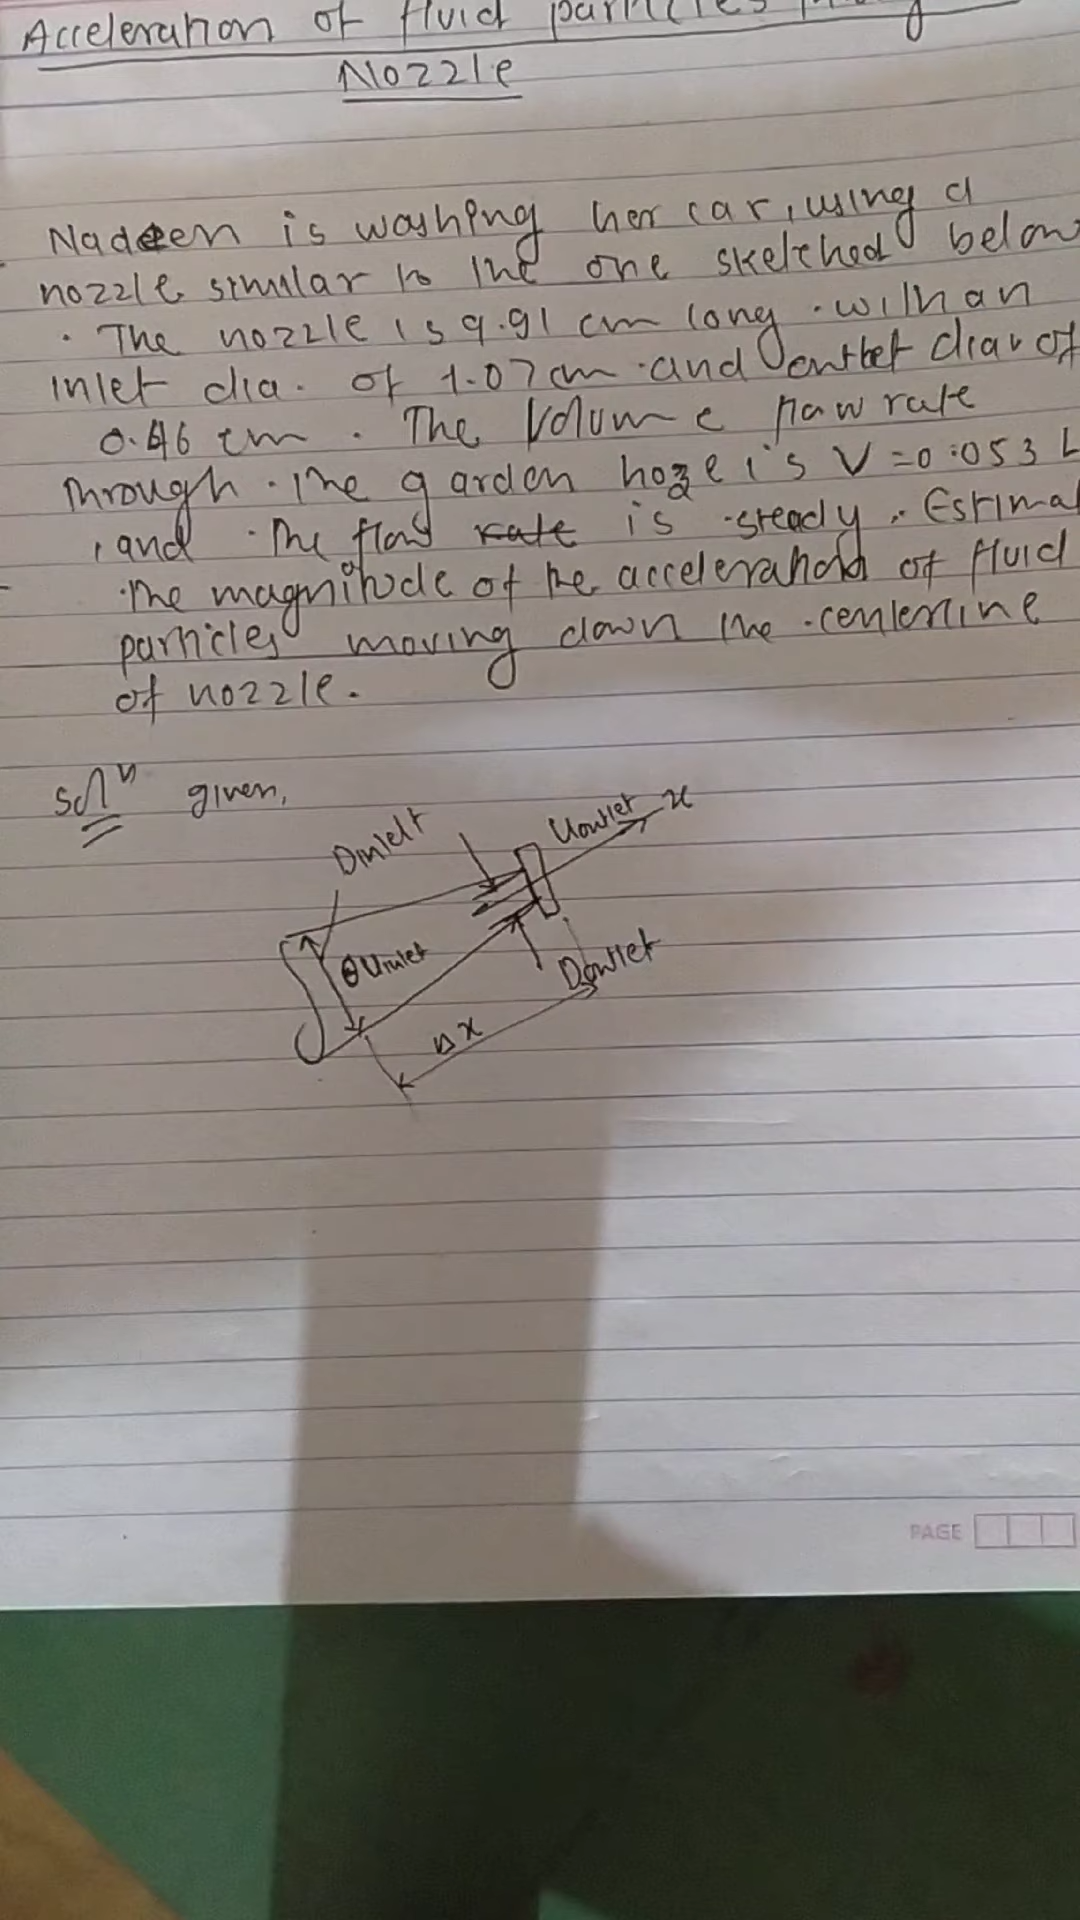 Acceleration of fluid particles
Nozzle
Nadeen is washing her car, using a
nozzle similar to the one sketched below
. The nozzle is 9.91 cm long . with an
inlet dia. of 1.07 cm . and outlet dia. of
0.46 cm . The Volume flow rate
through . the garden hoze is V = 0.053 L
, and . the flow rate is steady . Estimat
the magnitude of the acceleration of fluid
particles moving down the centerline
of nozzle.
Solⁿ given,
Dinlet Uoutlet x
Uinlet Doutlet
Δx
PAGE